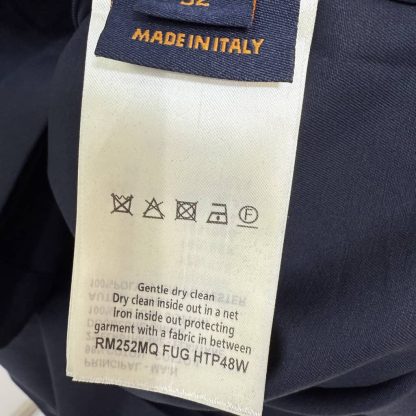 52
MADE IN ITALY
F
Gentle dry clean
Dry clean inside out in a net
Iron inside out protecting
garment with a fabric in between
RM252MQ FUG HTP48W